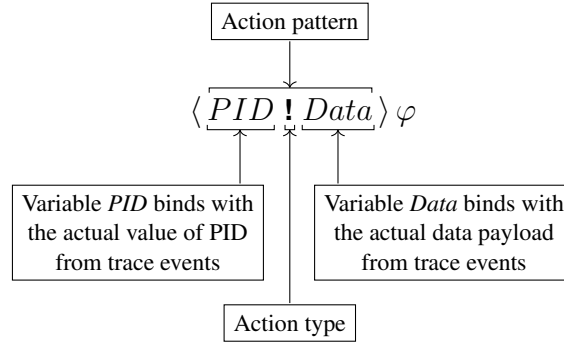 Action pattern
⟨ PID ! Data ⟩ φ
Variable PID binds with
the actual value of PID
from trace events
Variable Data binds with
the actual data payload
from trace events
Action type